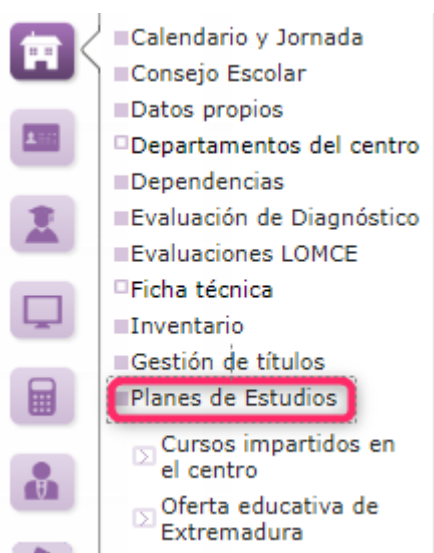 Calendario y Jornada
Consejo Escolar
Datos propios
Departamentos del centro
Dependencias
Evaluación de Diagnóstico
Evaluaciones LOMCE
Ficha técnica
Inventario
Gestión de títulos
Planes de Estudios
Cursos impartidos en
el centro
Oferta educativa de
Extremadura